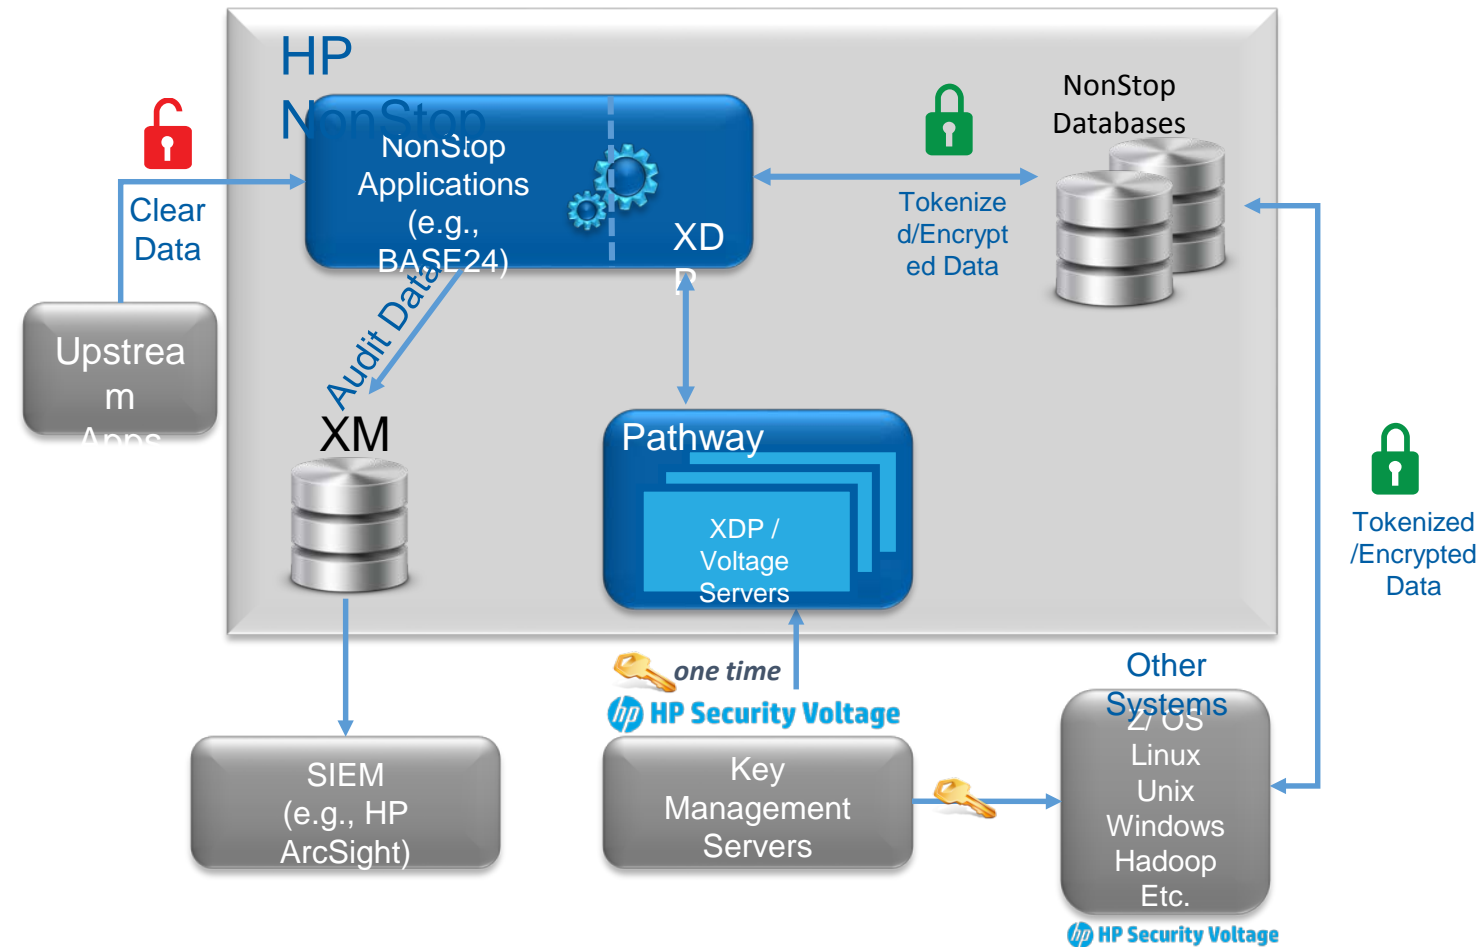 HP
NonStop
NonStop
Applications
(e.g.,
BASE24)
XD
P
Clear
Data
Tokenize
d/Encrypt
ed Data
NonStop
Databases
Upstrea
m
Apps
Audit Data
XM
Pathway
XDP /
Voltage
Servers
Tokenized
/Encrypted
Data
one time
hp HP Security Voltage
SIEM
(e.g., HP
ArcSight)
Key
Management
Servers
Other
Systems
Z/ OS
Linux
Unix
Windows
Hadoop
Etc.
hp HP Security Voltage